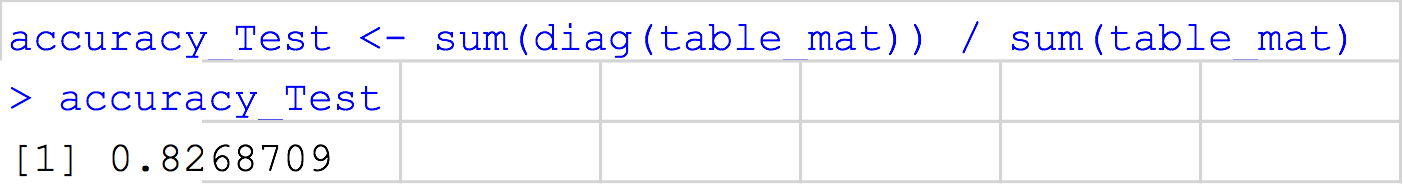 accuracy_Test <- sum(diag(table_mat)) / sum(table_mat)
> accuracy_Test
[1] 0.8268709